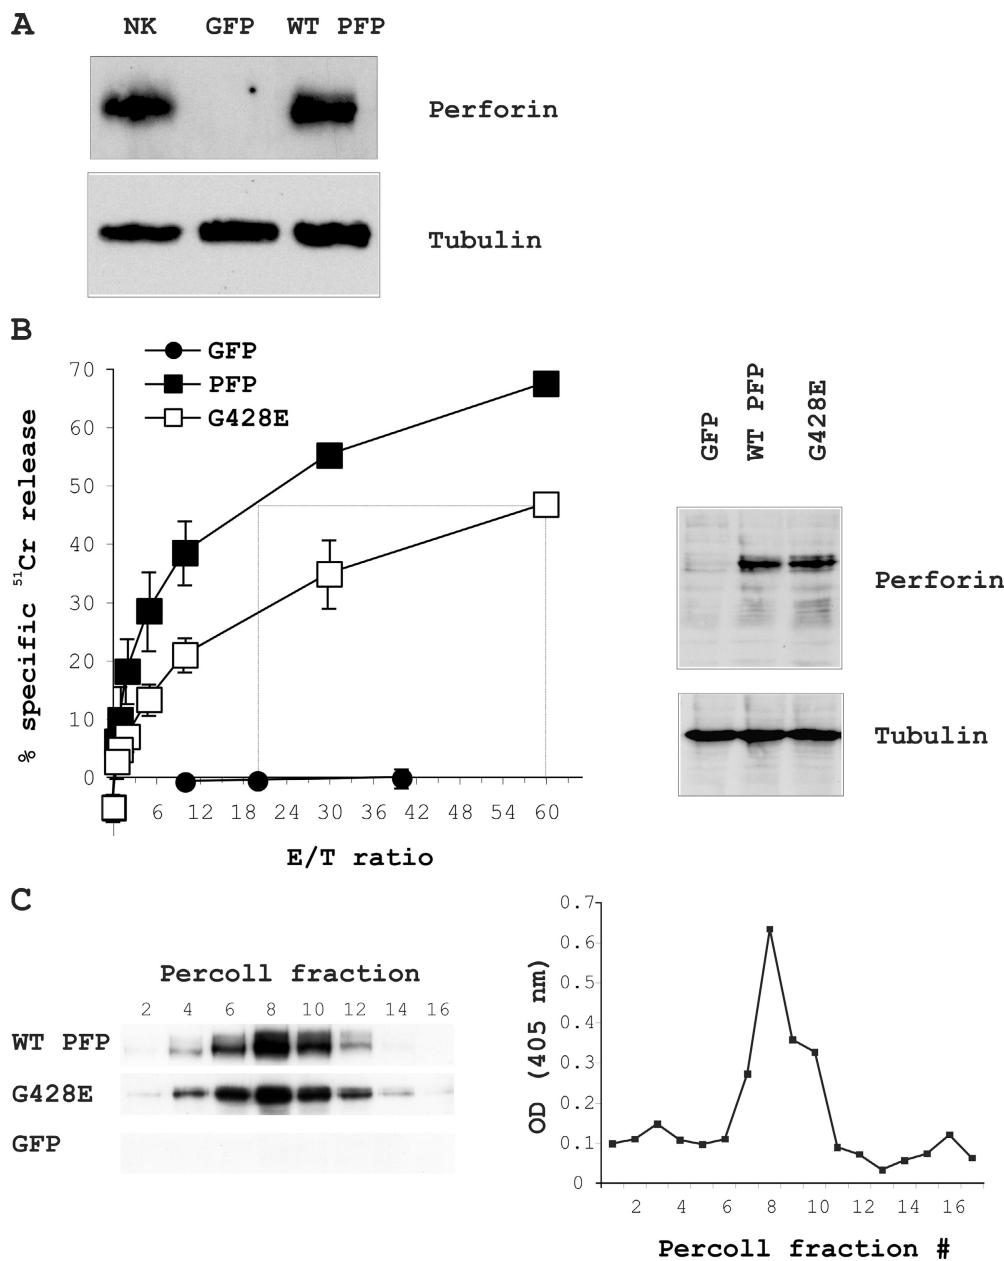 A
NK GFP WT PFP
Perforin
Tubulin
B
GFP
PFP
G428E
70
60
50
40
30
20
10
0
% specific ⁵¹Cr release
6 12 18 24 30 36 42 48 54 60
E/T ratio
GFP WT PFP G428E
Perforin
Tubulin
C
Percoll fraction
2 4 6 8 10 12 14 16
WT PFP
G428E
GFP
0.7
0.6
0.5
0.4
0.3
0.2
0.1
0
OD (405 nm)
2 4 6 8 10 12 14 16
Percoll fraction #